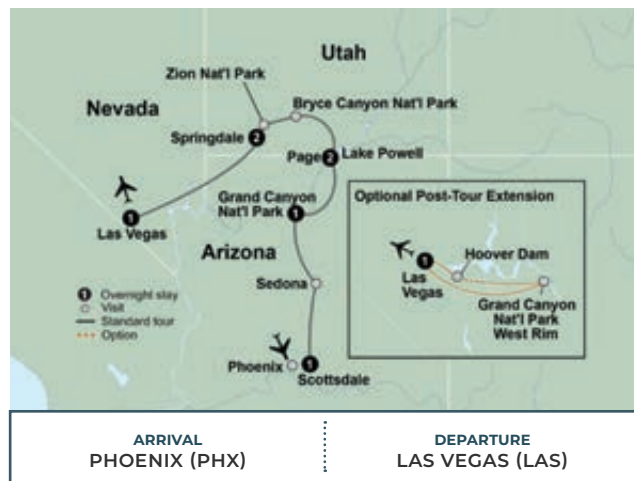 Utah
Zion Nat'l Park
Nevada
Bryce Canyon Nat'l Park
Springdale 2
Page 2 Lake Powell
Grand Canyon
Nat'l Park 1
1
Las Vegas
Arizona
Sedona
Phoenix
1
Scottsdale
1 Overnight stay
Visit
Standard tour
Option
Optional Post-Tour Extension
1
Las
Vegas
Hoover Dam
Grand Canyon
Nat'l Park
West Rim
ARRIVAL
PHOENIX (PHX)
DEPARTURE
LAS VEGAS (LAS)